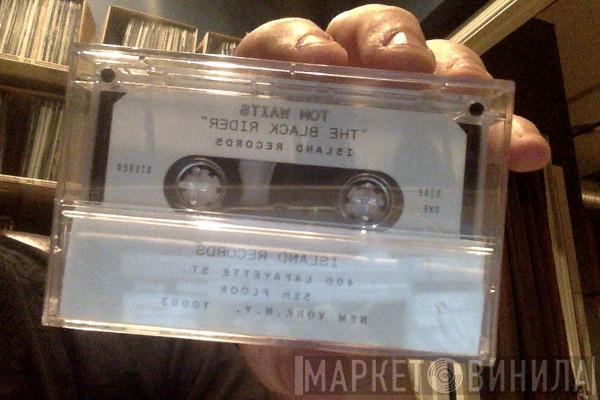 TOM WAITS
"THE BLACK RIDER"
ISLAND RECORDS
STEREO
SIDE
ONE
ISLAND RECORDS
400 LAFAYETTE ST.
5TH FLOOR
NEW YORK.N.Y. 10003
МАРКЕТ ВИНИЛА